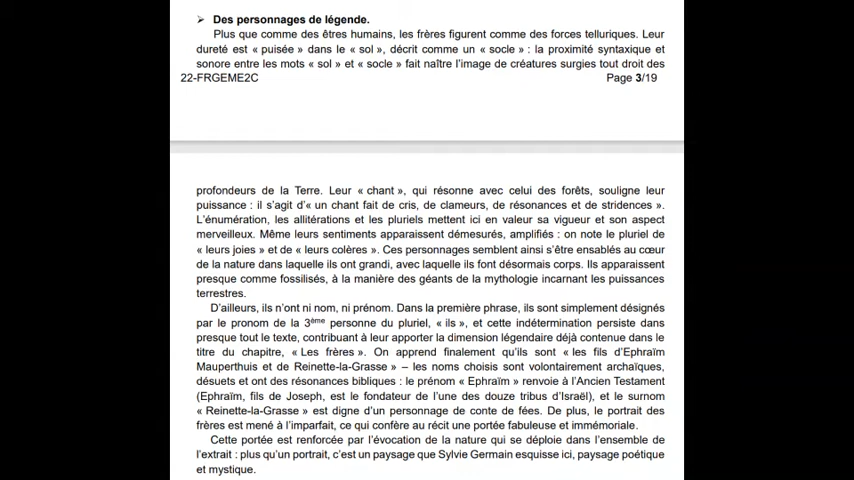 ➢ Des personnages de légende.
Plus que comme des êtres humains, les frères figurent comme des forces telluriques. Leur
dureté est « puisée » dans le « sol », décrit comme un « socle » : la proximité syntaxique et
sonore entre les mots « sol » et « socle » fait naître l'image de créatures surgies tout droit des
22-FRGEME2C Page 3/19
profondeurs de la Terre. Leur « chant », qui résonne avec celui des forêts, souligne leur
puissance : il s'agit d'« un chant fait de cris, de clameurs, de résonances et de stridences ».
L'énumération, les allitérations et les pluriels mettent ici en valeur sa vigueur et son aspect
merveilleux. Même leurs sentiments apparaissent démesurés, amplifiés : on note le pluriel de
« leurs joies » et de « leurs colères ». Ces personnages semblent ainsi s'être ensablés au cœur
de la nature dans laquelle ils ont grandi, avec laquelle ils font désormais corps. Ils apparaissent
presque comme fossilisés, à la manière des géants de la mythologie incarnant les puissances
terrestres.
D'ailleurs, ils n'ont ni nom, ni prénom. Dans la première phrase, ils sont simplement désignés
par le pronom de la 3ème personne du pluriel, « ils », et cette indétermination persiste dans
presque tout le texte, contribuant à leur apporter la dimension légendaire déjà contenue dans le
titre du chapitre, « Les frères ». On apprend finalement qu'ils sont « les fils d'Ephraïm
Mauperthuis et de Reinette-la-Grasse » – les noms choisis sont volontairement archaïques,
désuets et ont des résonances bibliques : le prénom « Ephraïm » renvoie à l'Ancien Testament
(Ephraïm, fils de Joseph, est le fondateur de l'une des douze tribus d'Israël), et le surnom
« Reinette-la-Grasse » est digne d'un personnage de conte de fées. De plus, le portrait des
frères est mené à l'imparfait, ce qui confère au récit une portée fabuleuse et immémoriale.
Cette portée est renforcée par l'évocation de la nature qui se déploie dans l'ensemble de
l'extrait : plus qu'un portrait, c'est un paysage que Sylvie Germain esquisse ici, paysage poétique
et mystique.